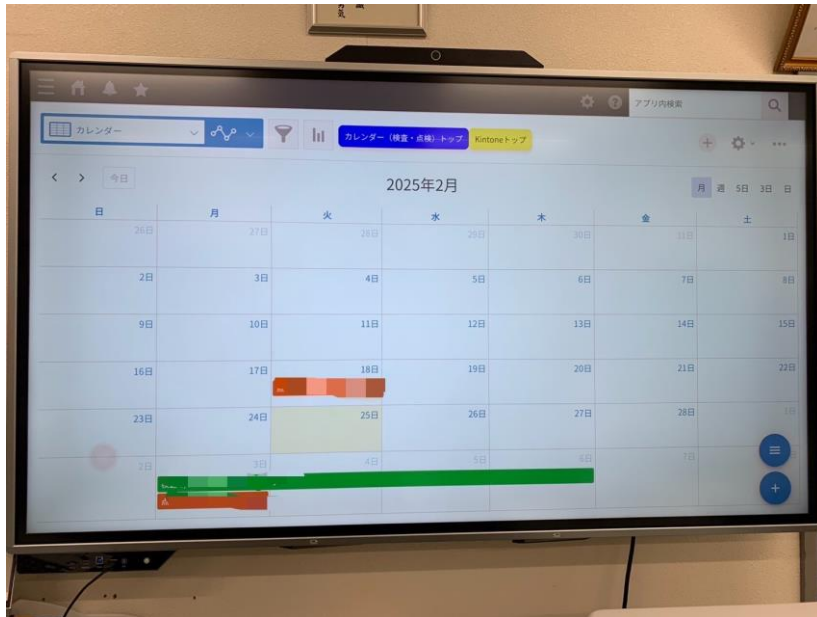 勇気
カレンダー
カレンダー（検査・点検）トップ
Kintoneトップ
アプリ内検索
今日
2025年2月
月 週 5日 3日 日
日 月 火 水 木 金 土
26日 27日 28日 29日 30日 31日 1日
2日 3日 4日 5日 6日 7日 8日
9日 10日 11日 12日 13日 14日 15日
16日 17日 18日 19日 20日 21日 22日
23日 24日 25日 26日 27日 28日 1日
2日 3日 4日 5日 6日 7日